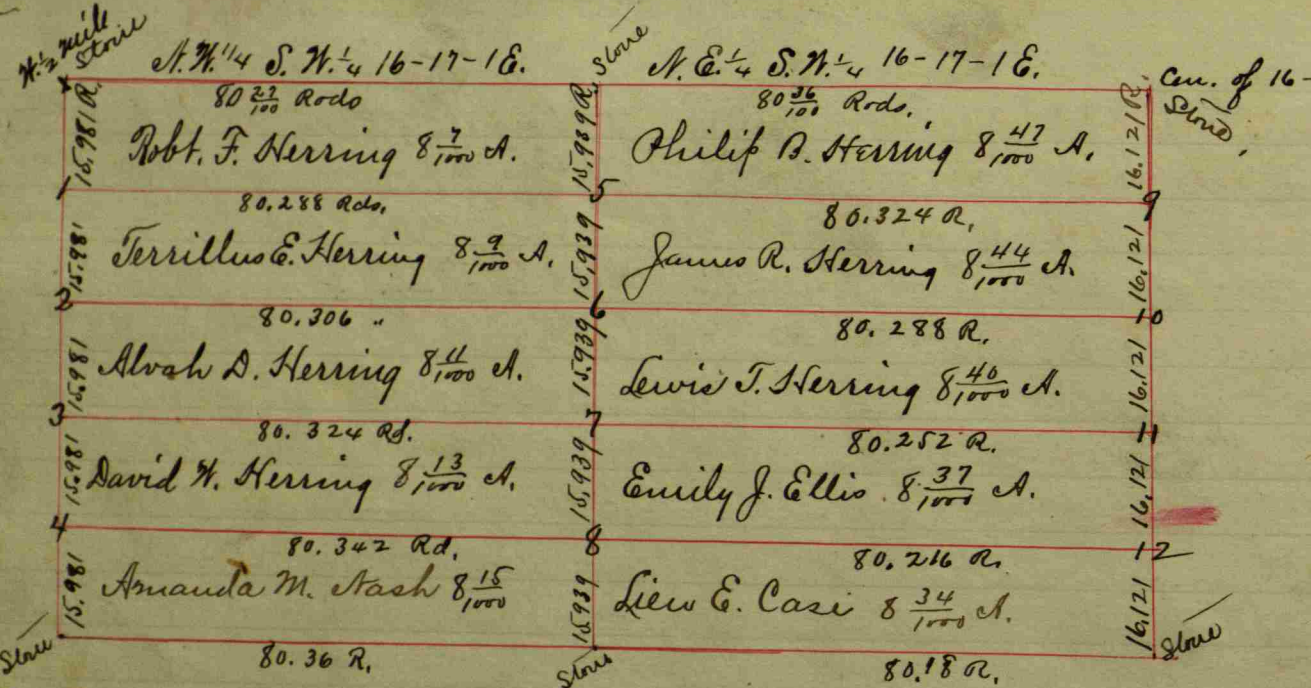 W. ½ Mile Stone
N.W. ¼ S.W. ¼ 16-17-1 E.
Stone
N.E. ¼ S.W. ¼ 16-17-1 E.
Cen. of 16-
Stone
80 27/100 Rods
80 36/100 Rods.
15.981 R.
Robt. F. Herring 8 7/1000 A.
15.939 R.
Philip B. Herring 8 47/1000 A.
16.121 R.
1
80.288 Rds.
5
80.324 R.
9
15.981
Terrillus E. Herring 8 9/1000 A.
15.939
James R. Herring 8 44/1000 A.
16.121
2
80.306 "
6
80.288 R.
10
15.981
Alvah D. Herring 8 11/1000 A.
15.939
Lewis T. Herring 8 40/1000 A.
16.121
3
80.324 Rd.
7
80.252 R.
11
15.981
David W. Herring 8 13/1000 A.
15.939
Emily J. Ellis. 8 37/1000 A.
16.121
4
80.342 Rd.
8
80.216 R.
12
15.981
Amanda M. Nash 8 15/1000
15.939
Liew E. Casi 8 34/1000 A.
16.121
Stone
80.36 R.
Stone
80.18 R.
Stone